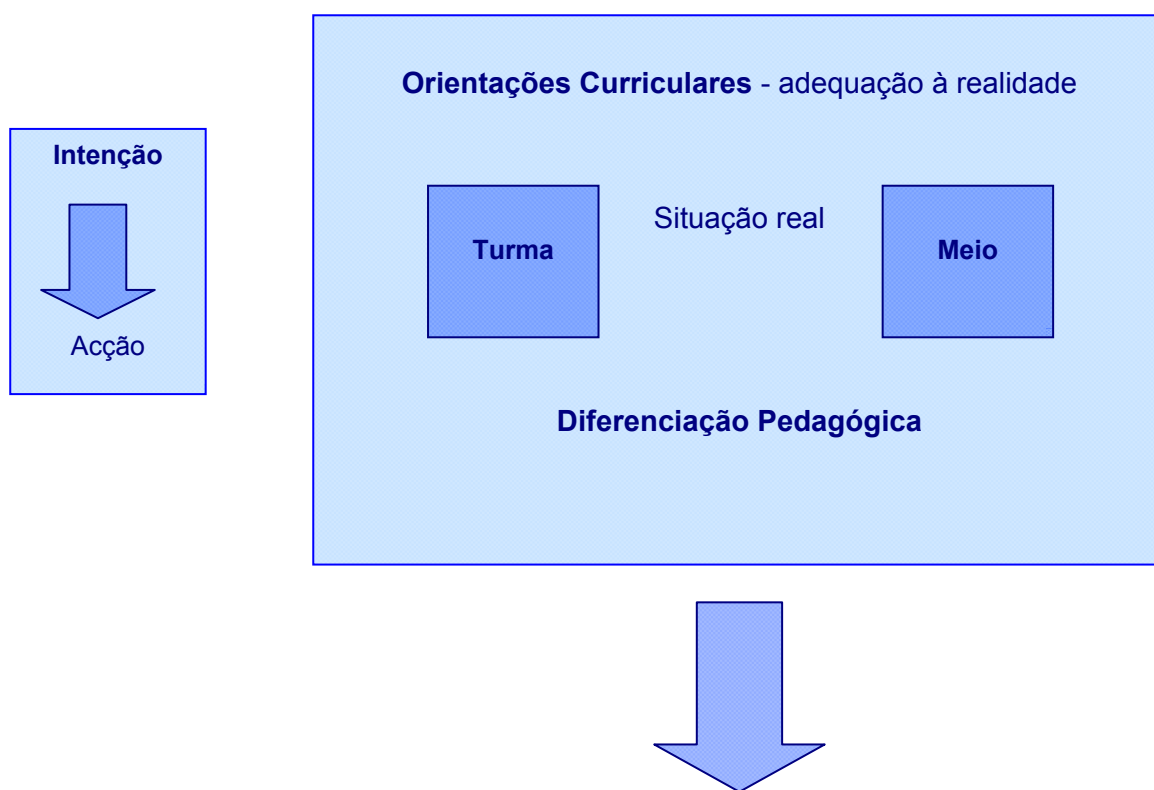 Orientações Curriculares - adequação à realidade
Intenção
Acção
Turma
Situação real
Meio
Diferenciação Pedagógica